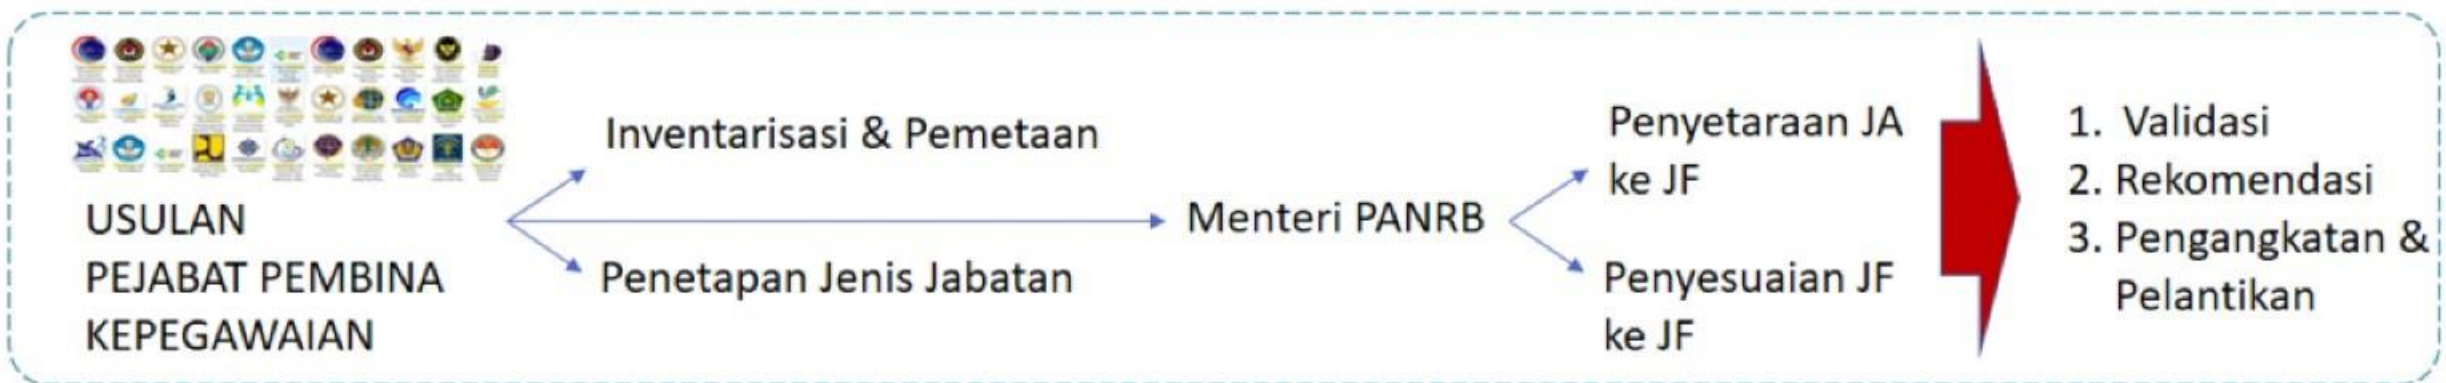 USULAN
PEJABAT PEMBINA
KEPEGAWAIAN
Inventarisasi & Pemetaan
Penetapan Jenis Jabatan
Menteri PANRB
Penyetaraan JA
ke JF
Penyesuaian JF
ke JF
1. Validasi
2. Rekomendasi
3. Pengangkatan &
Pelantikan